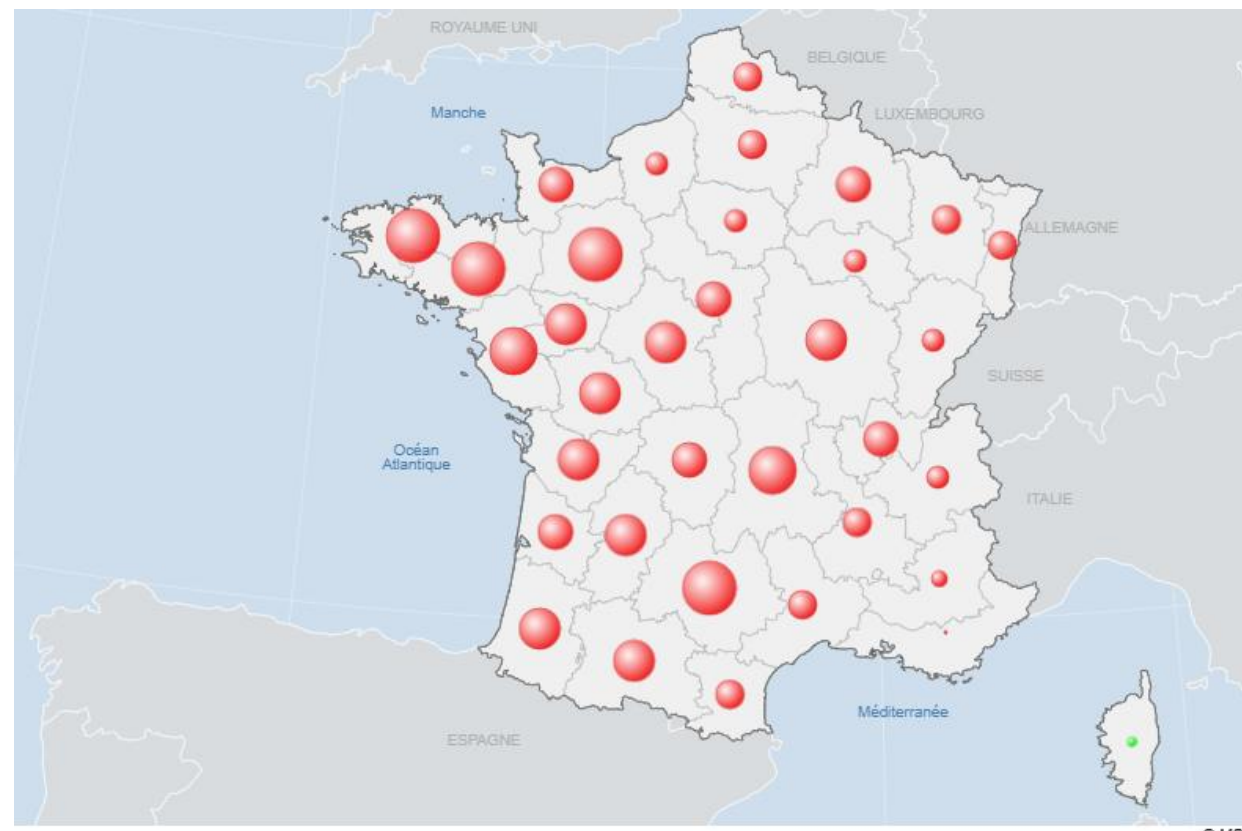 ROYAUME UNI
BELGIQUE
Manche
LUXEMBOURG
ALLEMAGNE
SUISSE
Océan
Atlantique
ITALIE
Méditerranée
ESPAGNE